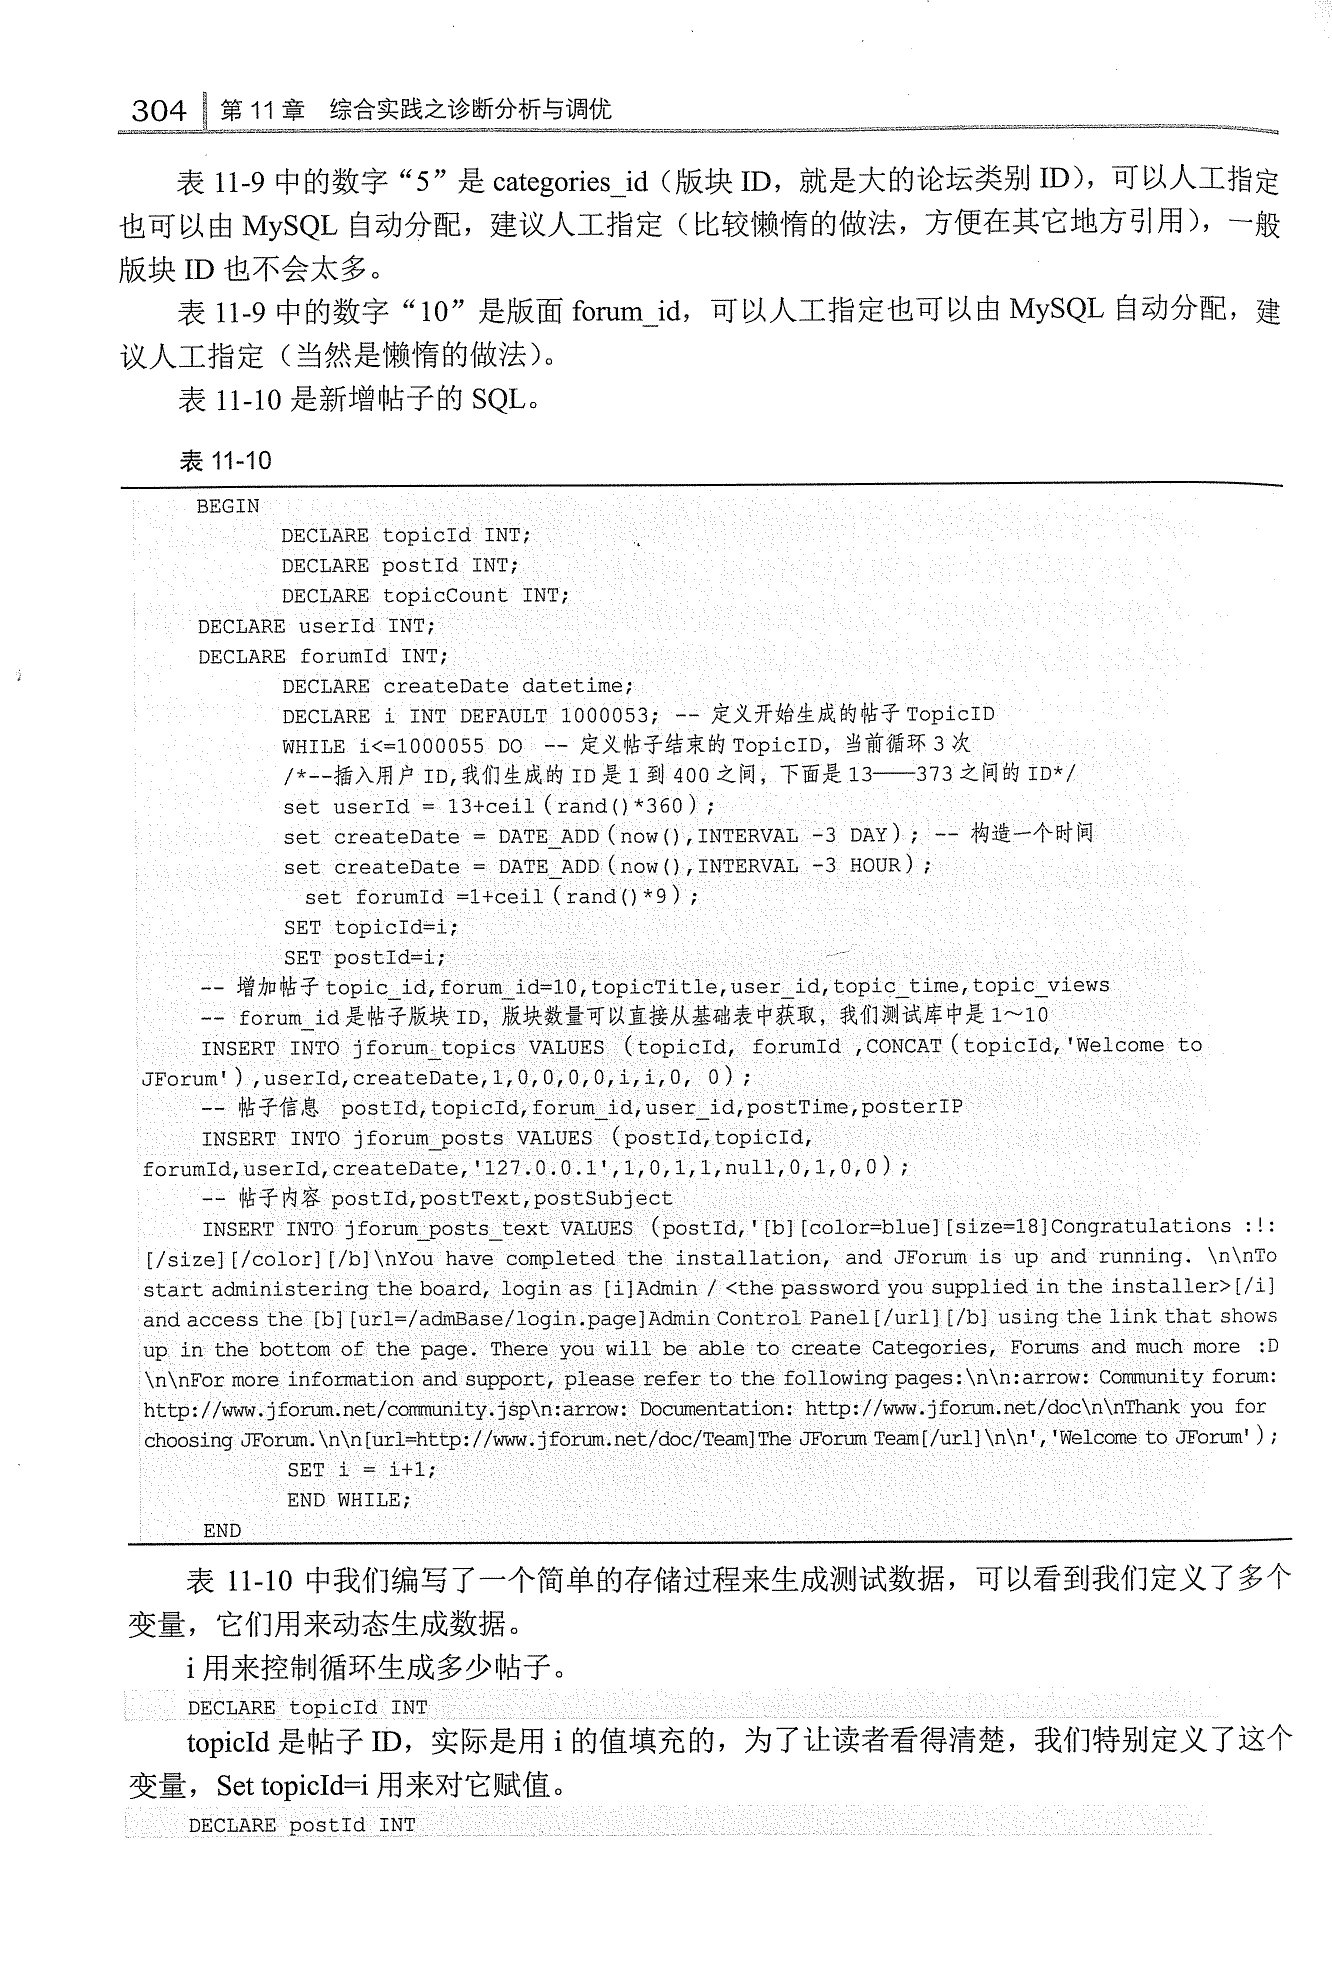 304 第 11 章 综合实践之诊断分析与调优
表 11-9 中的数字“5”是 categories_id（版块 ID，就是大的论坛类别 ID），可以人工指定
也可以由 MySQL 自动分配，建议人工指定（比较懒惰的做法，方便在其它地方引用），一般
版块 ID 也不会太多。
表 11-9 中的数字“10”是版面 forum_id，可以人工指定也可以由 MySQL 自动分配，建
议人工指定（当然是懒惰的做法）。
表 11-10 是新增帖子的 SQL。
表 11-10
BEGIN
DECLARE topicId INT;
DECLARE postId INT;
DECLARE topicCount INT;
DECLARE userId INT;
DECLARE forumId INT;
DECLARE createDate datetime;
DECLARE i INT DEFAULT 1000053; -- 定义开始生成的帖子 TopicID
WHILE i<=1000055 DO -- 定义帖子结束的 TopicID，当前循环 3 次
/*--插入用户 ID,我们生成的 ID 是 1 到 400 之间，下面是 13——373 之间的 ID*/
set userId = 13+ceil(rand()*360);
set createDate = DATE_ADD(now(),INTERVAL -3 DAY); -- 构造一个时间
set createDate = DATE_ADD(now(),INTERVAL -3 HOUR);
set forumId =1+ceil(rand()*9);
SET topicId=i;
SET postId=i;
-- 增加帖子 topic_id,forum_id=10,topicTitle,user_id,topic_time,topic_views
-- forum_id 是帖子版块 ID，版块数量可以直接从基础表中获取，我们测试库中是 1～10
INSERT INTO jforum_topics VALUES (topicId, forumId ,CONCAT(topicId,'Welcome to
JForum'),userId,createDate,1,0,0,0,0,i,i,0, 0);
-- 帖子信息 postId,topicId,forum_id,user_id,postTime,posterIP
INSERT INTO jforum_posts VALUES (postId,topicId,
forumId,userId,createDate,'127.0.0.1',1,0,1,1,null,0,1,0,0);
-- 帖子内容 postId,postText,postSubject
INSERT INTO jforum_posts_text VALUES (postId,'[b][color=blue][size=18]Congratulations :!:
[/size][/color][/b]\nYou have completed the installation, and JForum is up and running. \n\nTo
start administering the board, login as [i]Admin / <the password you supplied in the installer>[/i]
and access the [b][url=/admBase/login.page]Admin Control Panel[/url][/b] using the link that shows
up in the bottom of the page. There you will be able to create Categories, Forums and much more :D
\n\nFor more information and support, please refer to the following pages:\n\n:arrow: Community forum:
http://www.jforum.net/community.jsp\n:arrow: Documentation: http://www.jforum.net/doc\n\nThank you for
choosing JForum.\n\n[url=http://www.jforum.net/doc/Team]The JForum Team[/url]\n\n','Welcome to JForum');
SET i = i+1;
END WHILE;
END
表 11-10 中我们编写了一个简单的存储过程来生成测试数据，可以看到我们定义了多个
变量，它们用来动态生成数据。
i 用来控制循环生成多少帖子。
DECLARE topicId INT
topicId 是帖子 ID，实际是用 i 的值填充的，为了让读者看得清楚，我们特别定义了这个
变量，Set topicId=i 用来对它赋值。
DECLARE postId INT